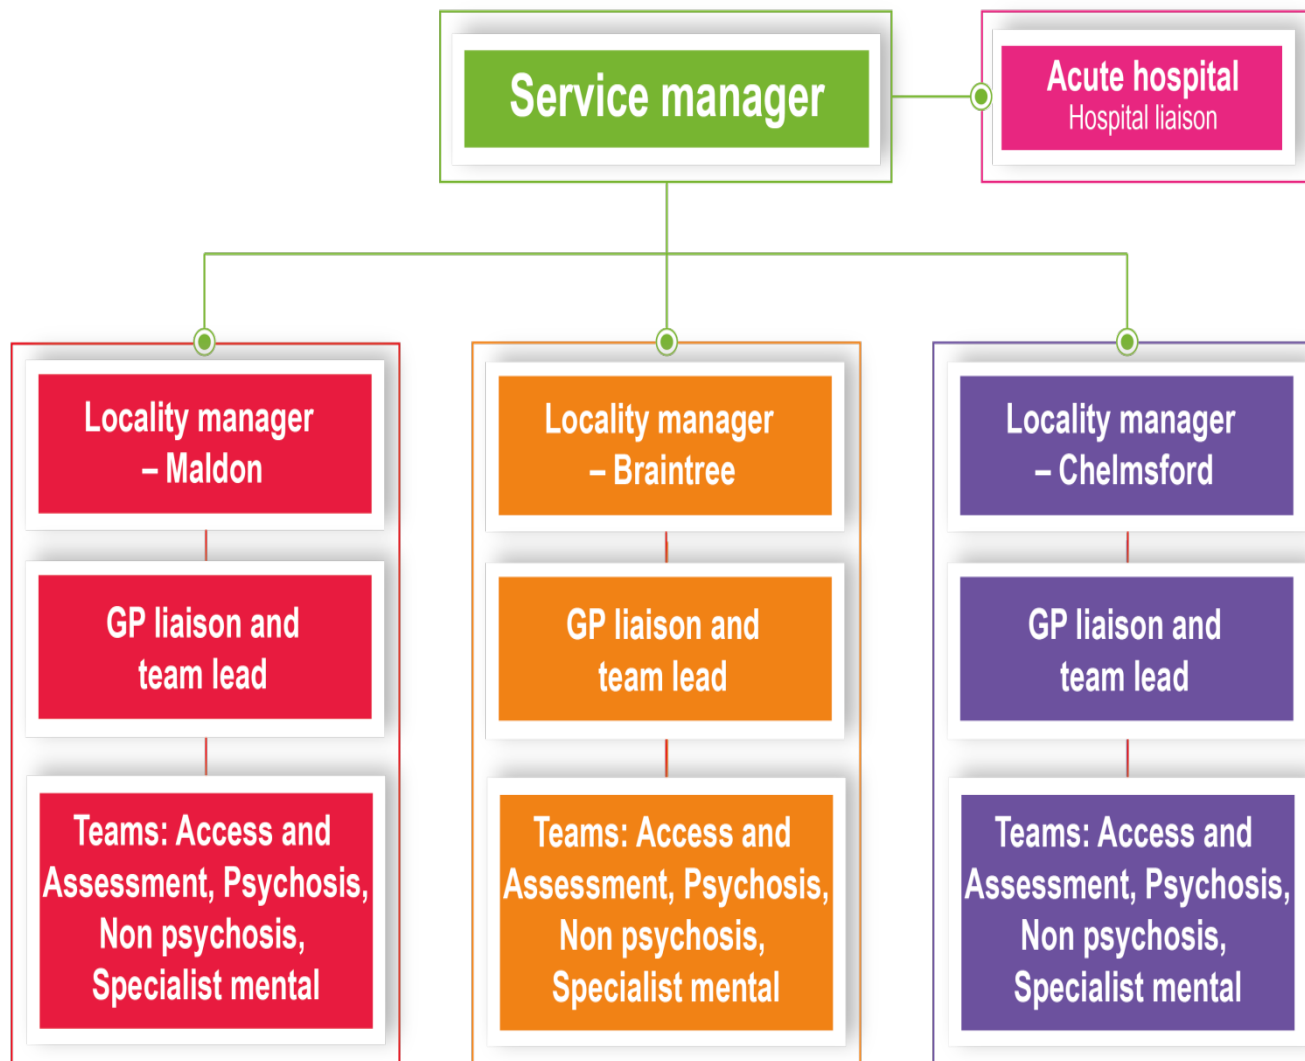 Service manager
Acute hospital
Hospital liaison
Locality manager
– Maldon
Locality manager
– Braintree
Locality manager
– Chelmsford
GP liaison and
team lead
GP liaison and
team lead
GP liaison and
team lead
Teams: Access and
Assessment, Psychosis,
Non psychosis,
Specialist mental
Teams: Access and
Assessment, Psychosis,
Non psychosis,
Specialist mental
Teams: Access and
Assessment, Psychosis,
Non psychosis,
Specialist mental